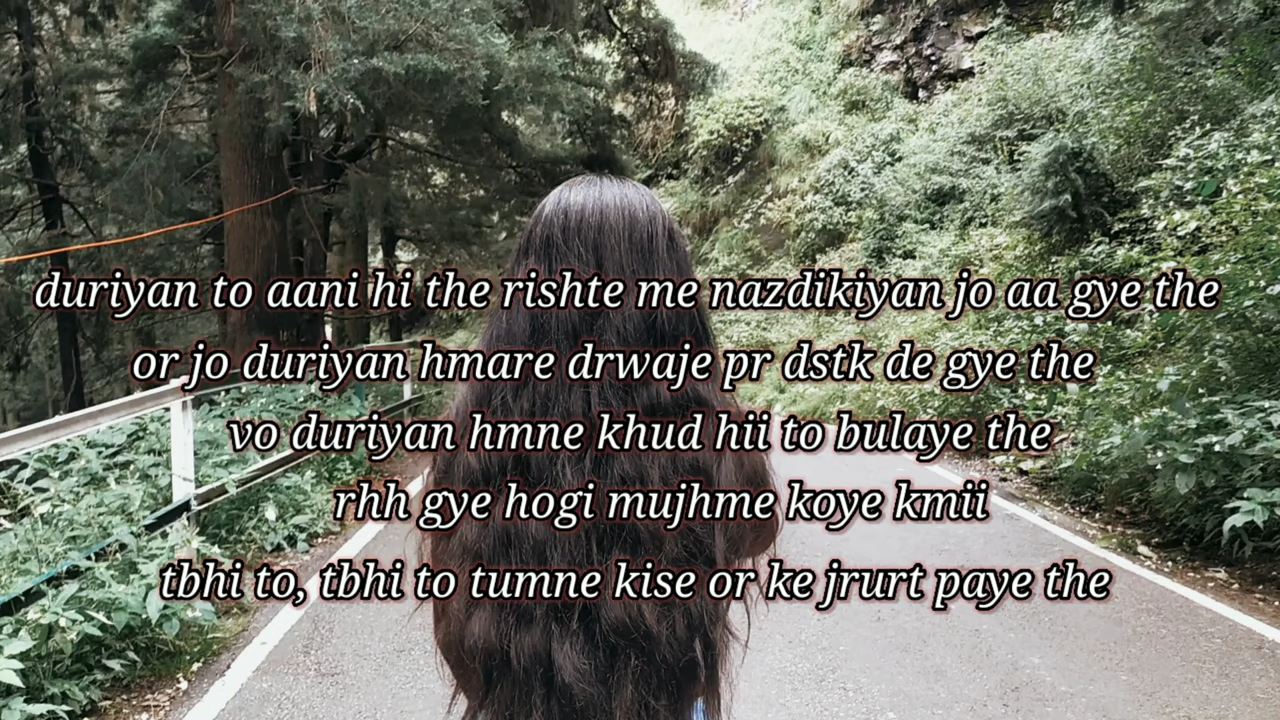 duriyan to aani hi the rishte me nazdikiyan jo aa gye the
or jo duriyan hmare drwaje pr dstk de gye the
vo duriyan hmne khud hii to bulaye the
rhh gye hogi mujhme koye kmii
tbhi to, tbhi to tumne kise or ke jrurt paye the